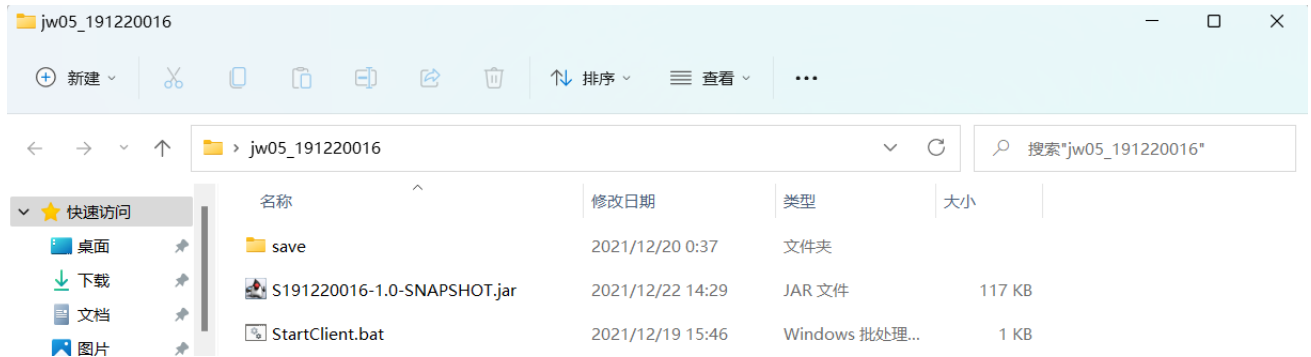 jw05_191220016
新建 排序 查看
jw05_191220016 搜索"jw05_191220016"
名称 修改日期 类型 大小
快速访问
桌面 save 2021/12/20 0:37 文件夹
下载 S191220016-1.0-SNAPSHOT.jar 2021/12/22 14:29 JAR 文件 117 KB
文档 StartClient.bat 2021/12/19 15:46 Windows 批处理... 1 KB
图片